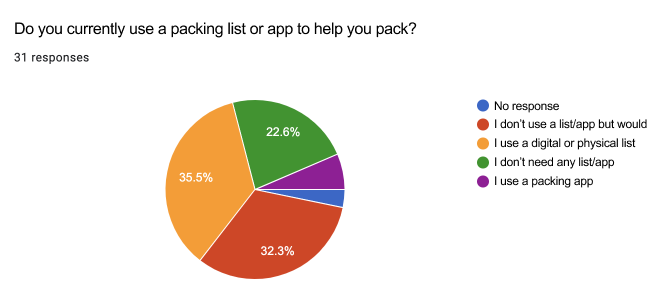 Do you currently use a packing list or app to help you pack?
31 responses
No response
I don't use a list/app but would
I use a digital or physical list
I don't need any list/app
I use a packing app
22.6%
35.5%
32.3%